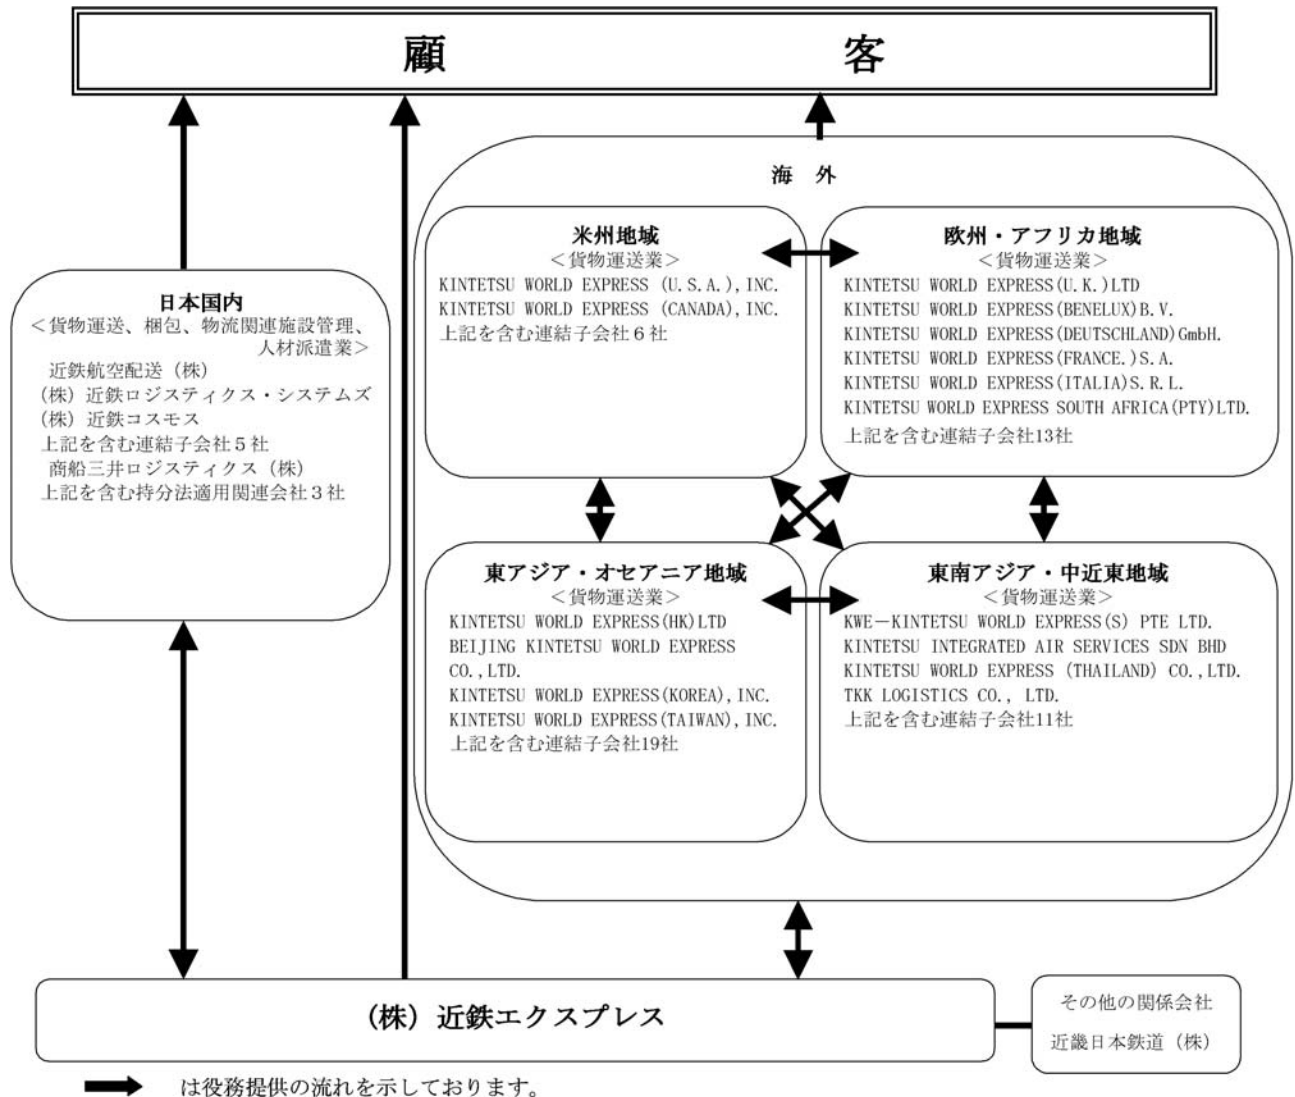 顧 客
海 外
日本国内
＜貨物運送、梱包、物流関連施設管理、
人材派遣業＞
近鉄航空配送（株）
(株）近鉄ロジスティクス・システムズ
(株）近鉄コスモス
上記を含む連結子会社５社
商船三井ロジスティクス（株）
上記を含む持分法適用関連会社３社
米州地域
＜貨物運送業＞
KINTETSU WORLD EXPRESS (U.S.A.),INC.
KINTETSU WORLD EXPRESS (CANADA),INC.
上記を含む連結子会社６社
欧州・アフリカ地域
＜貨物運送業＞
KINTETSU WORLD EXPRESS(U.K.)LTD
KINTETSU WORLD EXPRESS(BENELUX)B.V.
KINTETSU WORLD EXPRESS(DEUTSCHLAND)GmbH.
KINTETSU WORLD EXPRESS(FRANCE.)S.A.
KINTETSU WORLD EXPRESS(ITALIA)S.R.L.
KINTETSU WORLD EXPRESS SOUTH AFRICA(PTY)LTD.
上記を含む連結子会社13社
東アジア・オセアニア地域
＜貨物運送業＞
KINTETSU WORLD EXPRESS(HK)LTD
BEIJING KINTETSU WORLD EXPRESS
CO.,LTD.
KINTETSU WORLD EXPRESS(KOREA),INC.
KINTETSU WORLD EXPRESS(TAIWAN),INC.
上記を含む連結子会社19社
東南アジア・中近東地域
＜貨物運送業＞
KWE－KINTETSU WORLD EXPRESS(S) PTE LTD.
KINTETSU INTEGRATED AIR SERVICES SDN BHD
KINTETSU WORLD EXPRESS (THAILAND) CO.,LTD.
TKK LOGISTICS CO., LTD.
上記を含む連結子会社11社
(株）近鉄エクスプレス
その他の関係会社
近畿日本鉄道（株）
は役務提供の流れを示しております。